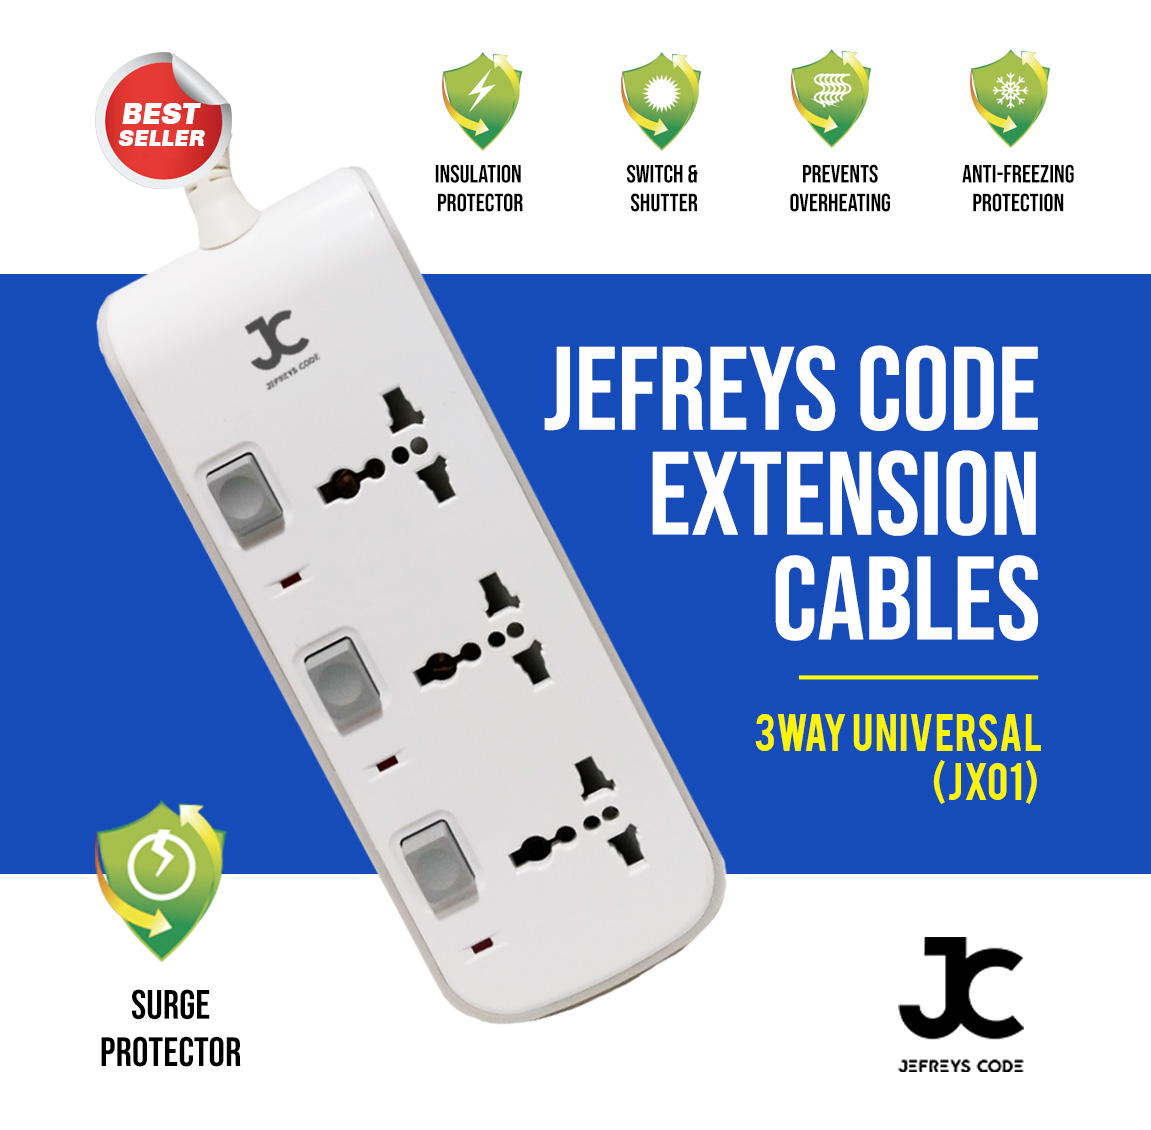 BEST
SELLER
INSULATION
PROTECTOR
SWITCH &
SHUTTER
PREVENTS
OVERHEATING
ANTI-FREEZING
PROTECTION
JC
JEFREYS CODE
JEFREYS CODE
EXTENSION
CABLES
3WAY UNIVERSAL
(JX01)
SURGE
PROTECTOR
JC
JEFREYS CODE